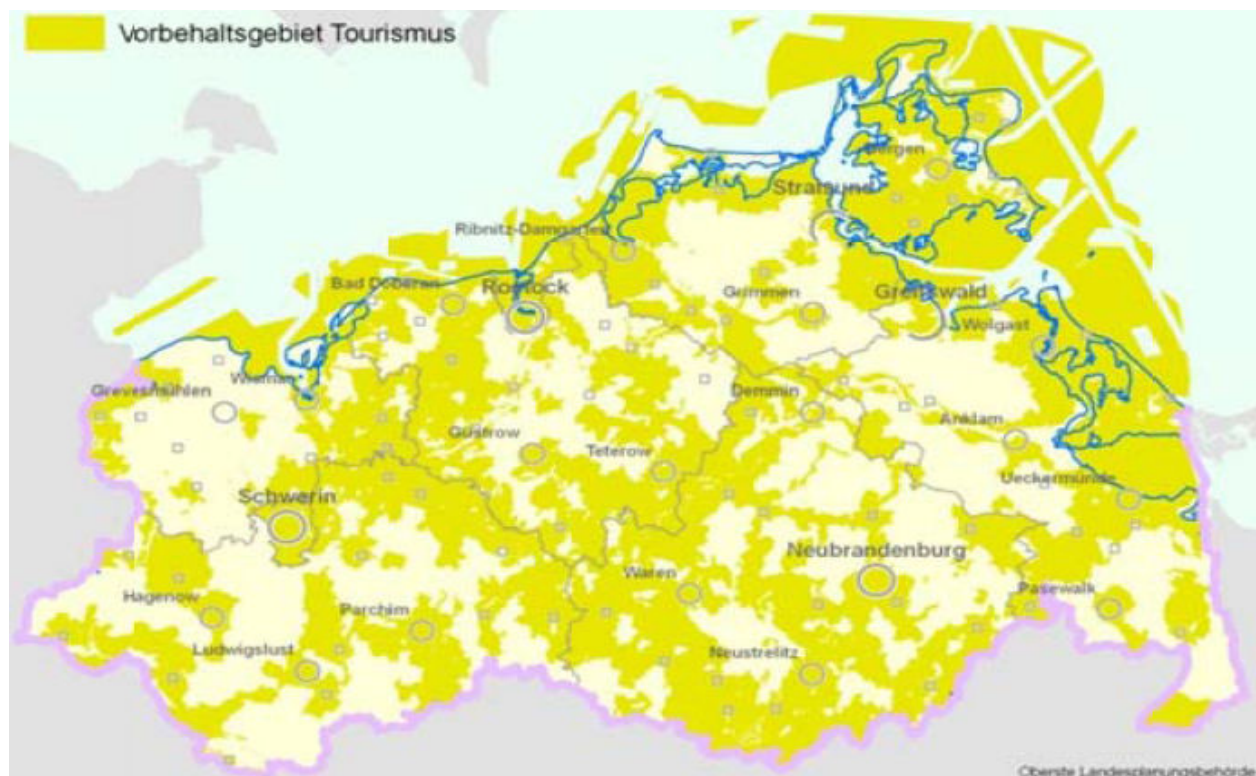 Vorbehaltsgebiet Tourismus
Bergen
Stralsund
Ribnitz-Damgarten
Bad Doberan
Rostock
Grimmen
Greifswald
Wolgast
Grevesmühlen
Wismar
Demmin
Anklam
Güstrow
Teterow
Ueckermünde
Schwerin
Neubrandenburg
Waren
Pasewalk
Hagenow
Parchim
Ludwigslust
Neustrelitz
Oberste Landesplanungsbehörde